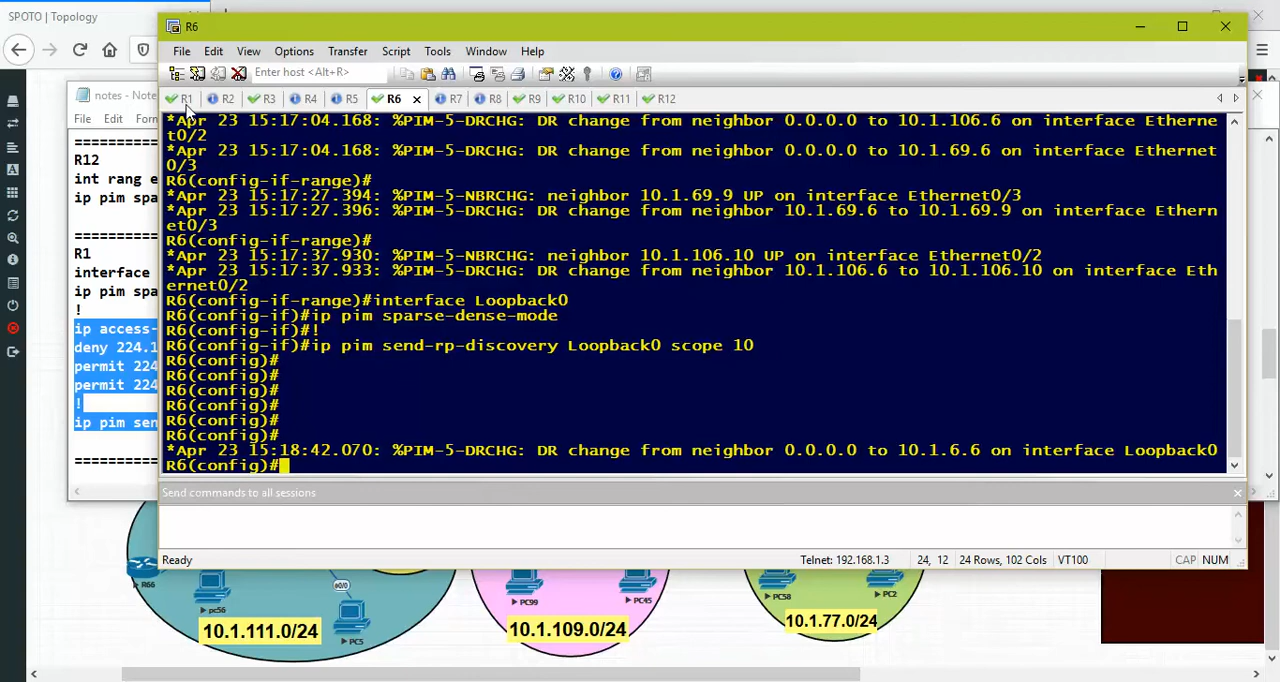 SPOTO | Topology
R6
File Edit View Options Transfer Script Tools Window Help
Enter host <Alt+R>
notes - Note
R1 R2 R3 R4 R5 R6 R7 R8 R9 R10 R11 R12
File Edit Form
R12
int rang e
ip pim spa
R1
interface
ip pim spa
!
ip access-
deny 224.1
permit 224
permit 224
!
ip pim sen
*Apr 23 15:17:04.168: %PIM-5-DRCHG: DR change from neighbor 0.0.0.0 to 10.1.106.6 on interface Etherne
t0/2
*Apr 23 15:17:04.168: %PIM-5-DRCHG: DR change from neighbor 0.0.0.0 to 10.1.69.6 on interface Ethernet
0/3
R6(config-if-range)#
*Apr 23 15:17:27.394: %PIM-5-NBRCHG: neighbor 10.1.69.9 UP on interface Ethernet0/3
*Apr 23 15:17:27.396: %PIM-5-DRCHG: DR change from neighbor 10.1.69.6 to 10.1.69.9 on interface Ethern
et0/3
R6(config-if-range)#
*Apr 23 15:17:37.930: %PIM-5-NBRCHG: neighbor 10.1.106.10 UP on interface Ethernet0/2
*Apr 23 15:17:37.933: %PIM-5-DRCHG: DR change from neighbor 10.1.106.6 to 10.1.106.10 on interface Eth
ernet0/2
R6(config-if-range)#interface Loopback0
R6(config-if)#ip pim sparse-dense-mode
R6(config-if)#!
R6(config-if)#ip pim send-rp-discovery Loopback0 scope 10
R6(config)#
R6(config)#
R6(config)#
R6(config)#
R6(config)#
R6(config)#
*Apr 23 15:18:42.070: %PIM-5-DRCHG: DR change from neighbor 0.0.0.0 to 10.1.6.6 on interface Loopback0
R6(config)#
Send commands to all sessions
Ready Telnet: 192.168.1.3 24, 12 24 Rows, 102 Cols VT100 CAP NUM
R66
pc56
e0/0
PC5
PC99
PC45
PC58
PC2
10.1.111.0/24
10.1.109.0/24
10.1.77.0/24